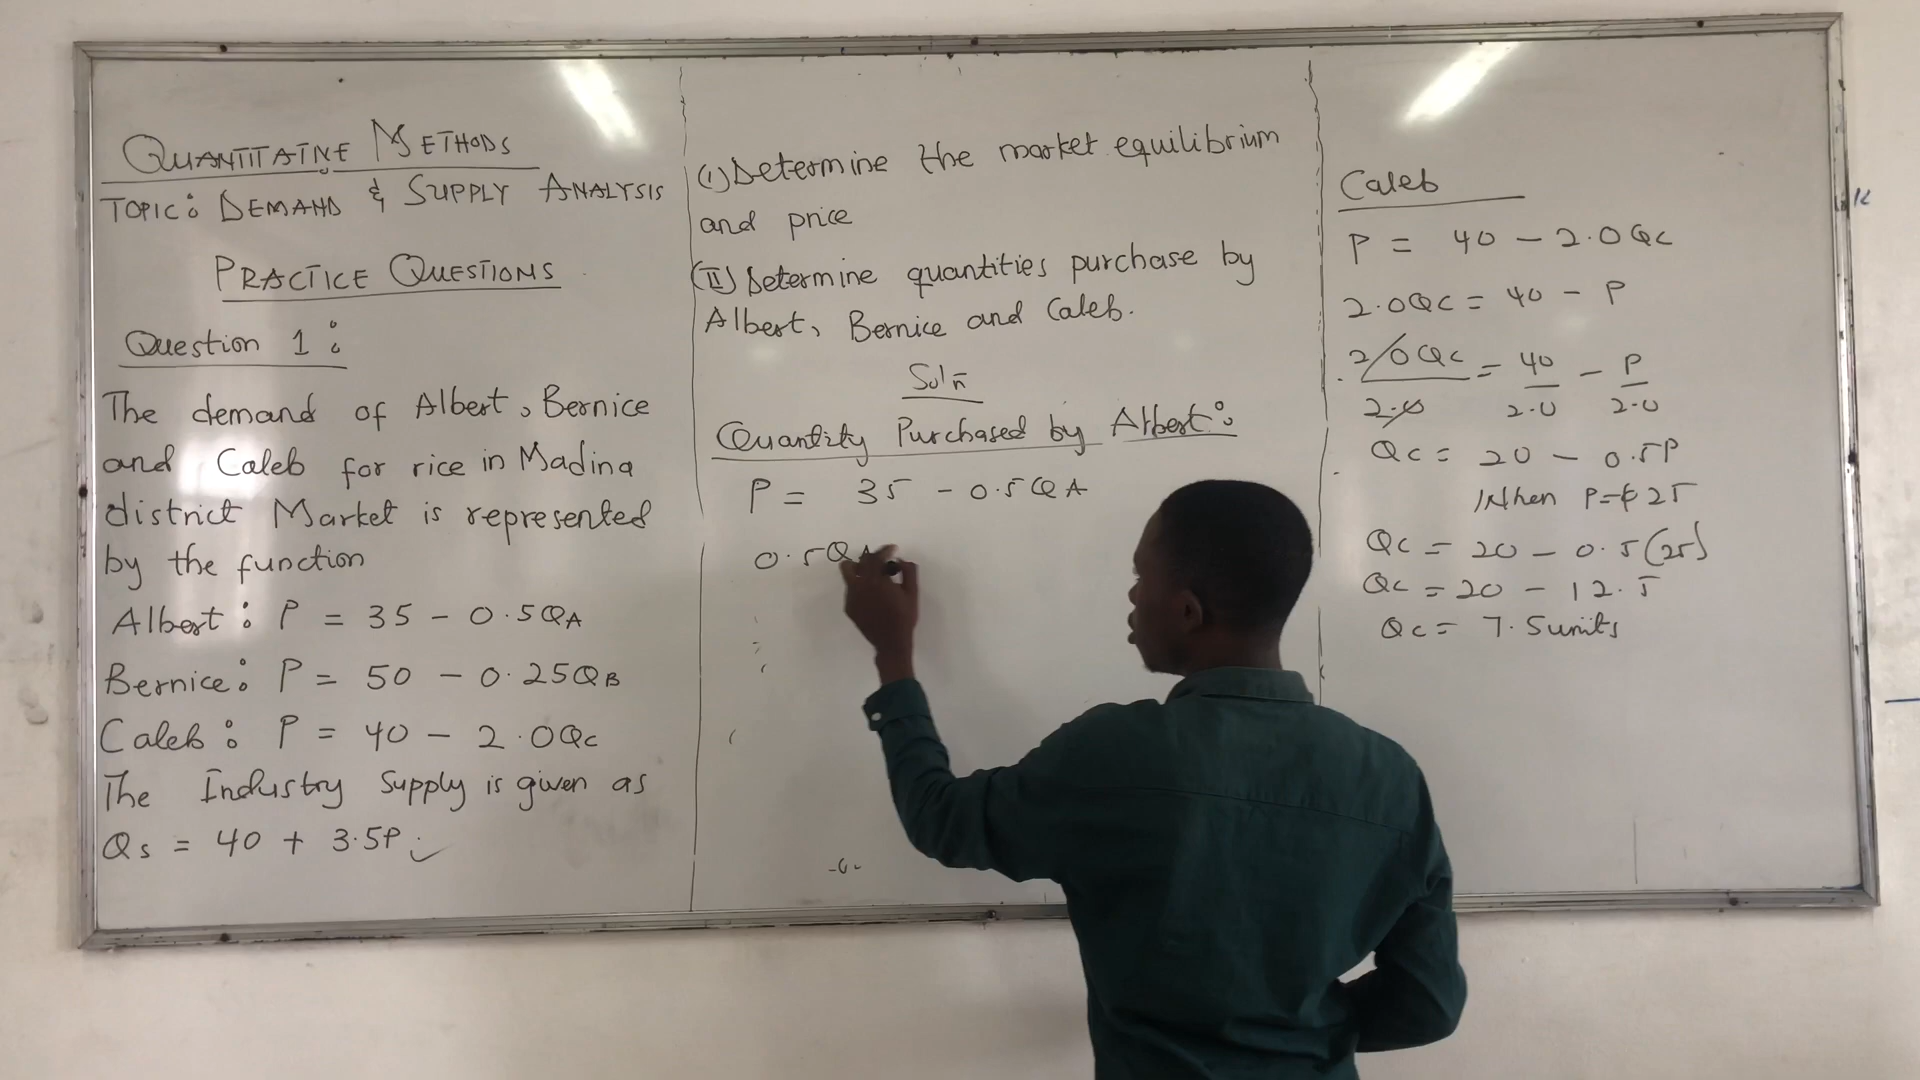 QUANTITATIVE METHODS
TOPIC: DEMAND & SUPPLY ANALYSIS
PRACTICE QUESTIONS
Question 1:
The demand of Albert, Bernice
and Caleb for rice in Madina
district Market is represented
by the function
Albert: P = 35 - 0.5QA
Bernice: P = 50 - 0.25QB
Caleb: P = 40 - 2.0Qc
The Industry Supply is given as
Qs = 40 + 3.5P
(I) Determine the market equilibrium
and price
(II) Determine quantities purchase by
Albert, Bernice and Caleb.
Soln
Quantity Purchased by Albert:
P = 35 - 0.5QA
0.5QA
Caleb
P = 40 - 2.0Qc
2.0Qc = 40 - P
2.0Qc/2.0 = 40/2.0 - P/2.0
Qc = 20 - 0.5P
When P=¢25
Qc = 20 - 0.5(25)
Qc = 20 - 12.5
Qc = 7.5units